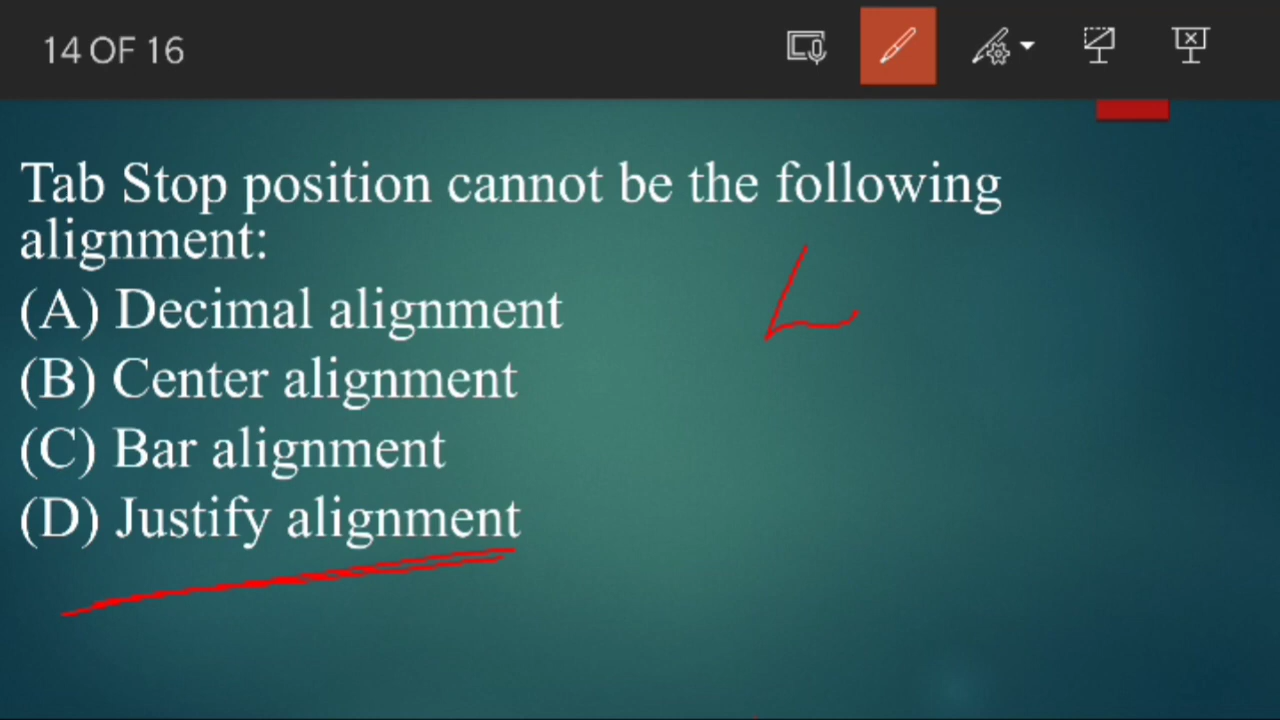 14 OF 16
Tab Stop position cannot be the following
alignment:
(A) Decimal alignment
(B) Center alignment
(C) Bar alignment
(D) Justify alignment
L